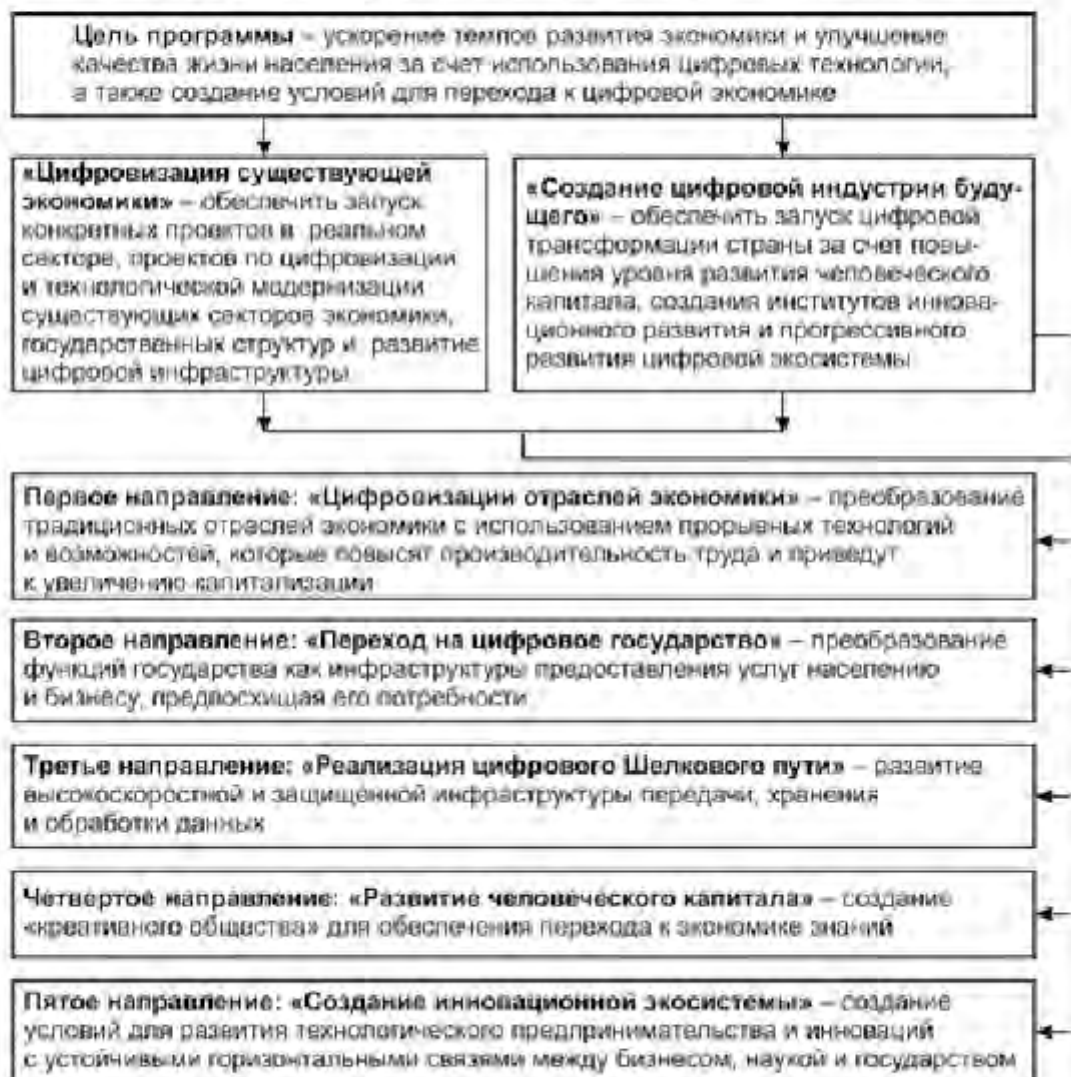 Цель программы – ускорение темпов развития экономики и улучшение
качества жизни населения за счет использования цифровых технологии,
а также создание условий для перехода к цифровой экономике
«Цифровизация существующей
экономики» – обеспечить запуск
конкретных проектов в реальном
секторе, проектов по цифровизации
и технологической модернизации
существующих секторов экономики,
государственных структур и развитие
цифровой инфраструктуры
«Создание цифровой индустрии буду-
щего» – обеспечить запуск цифровой
трансформации страны за счет повы-
шения уровня развития человеческого
капитала, создания институтов иннова-
ционного развития и прогрессивного
развития цифровой экосистемы
Первое направление: «Цифровизации отраслей экономики» – преобразование
традиционных отраслей экономики с использованием прорывных технологий
и возможностей, которые повысят производительность труда и приведут
к увеличению капитализации
Второе направление: «Переход на цифровое государство» – преобразование
функций государства как инфраструктуры предоставления услуг населению
и бизнесу, предвосхищая его потребности
Третье направление: «Реализация цифрового Шелкового пути» – развитие
высокоскоростной и защищенной инфраструктуры передачи, хранения
и обработки данных
Четвертое направление: «Развитие человеческого капитала» – создание
«креативного общества» для обеспечения перехода к экономике знаний
Пятое направление: «Создание инновационной экосистемы» – создание
условий для развития технологического предпринимательства и инноваций
с устойчивыми горизонтальными связями между бизнесом, наукой и государством